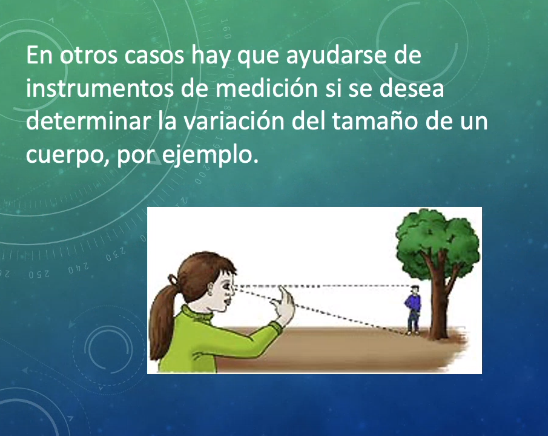 En otros casos hay que ayudarse de
instrumentos de medición si se desea
determinar la variación del tamaño de un
cuerpo, por ejemplo.